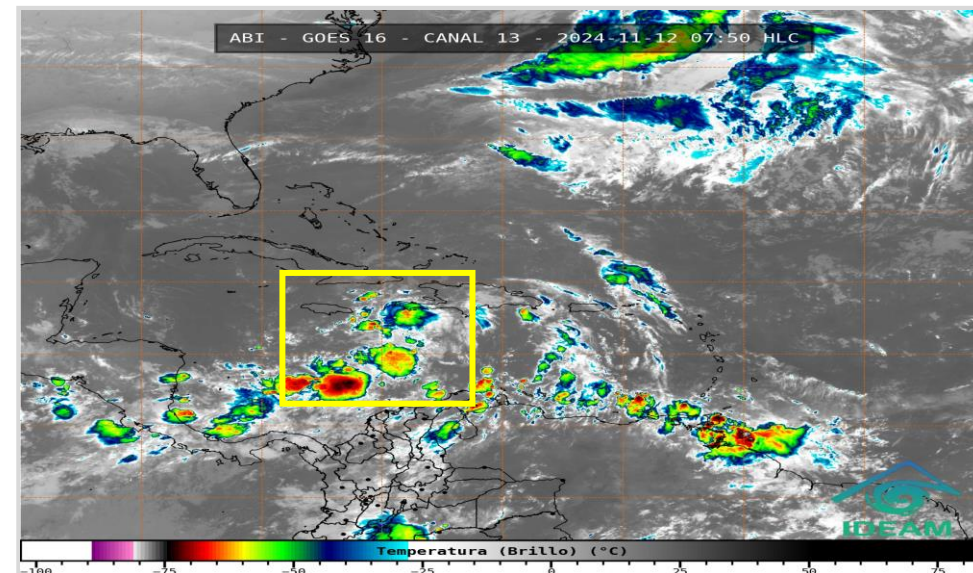 ABI - GOES 16 - CANAL 13 - 2024-11-12 07:50 HLC
IDEAM
Temperatura (Brillo) (°C)
-100 -75 -50 -25 0 25 50 75